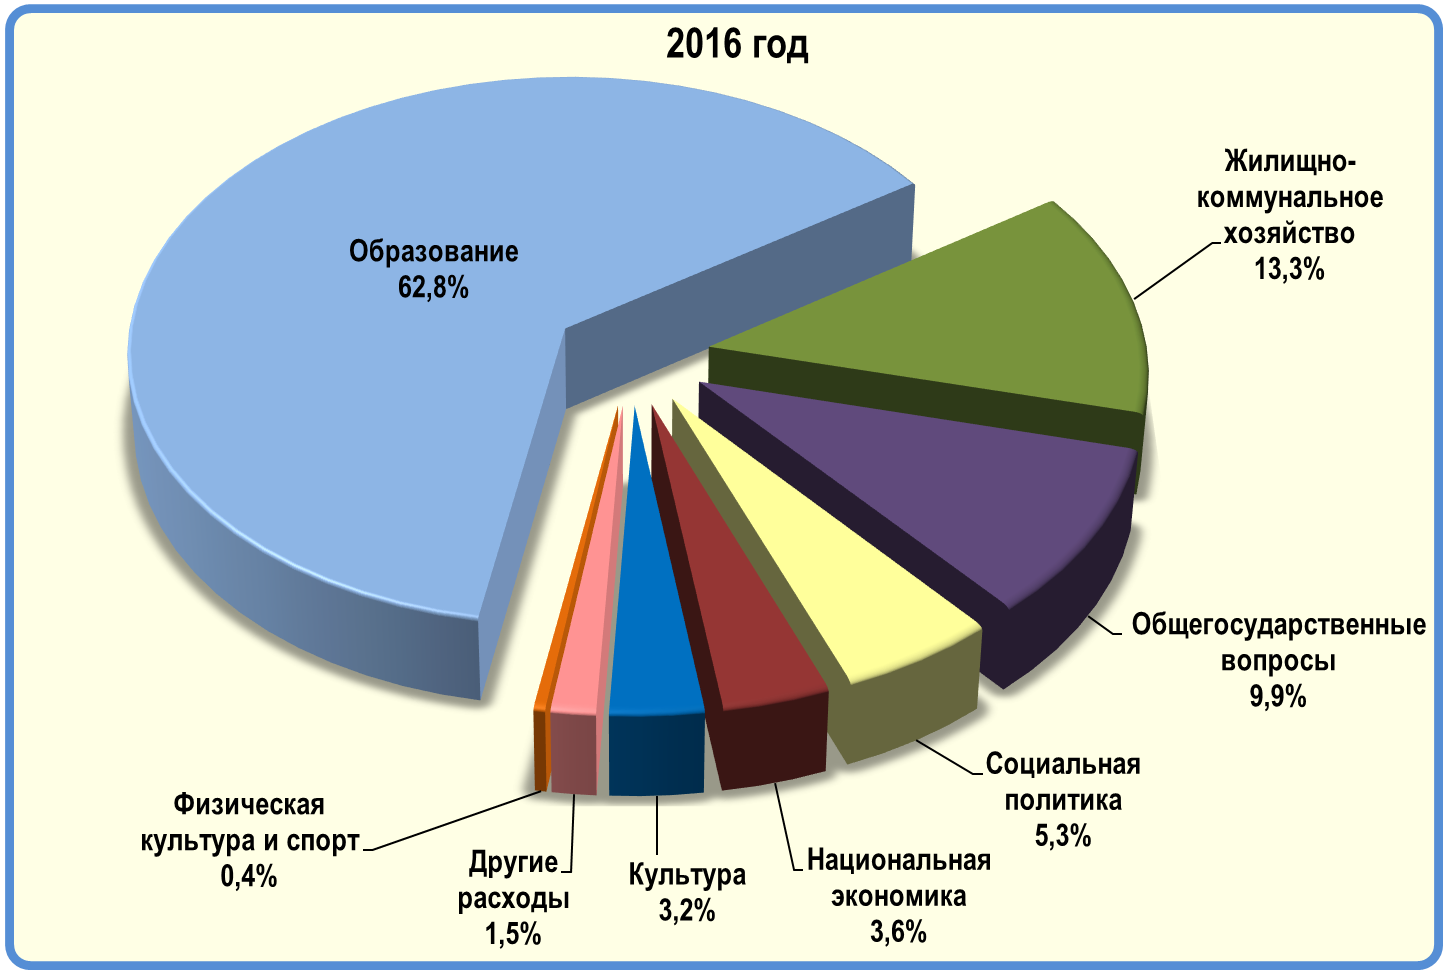 2016 год
Образование
62,8%
Жилищно-
коммунальное
хозяйство
13,3%
Общегосударственные
вопросы
9,9%
Социальная
политика
5,3%
Национальная
экономика
3,6%
Культура
3,2%
Другие
расходы
1,5%
Физическая
культура и спорт
0,4%